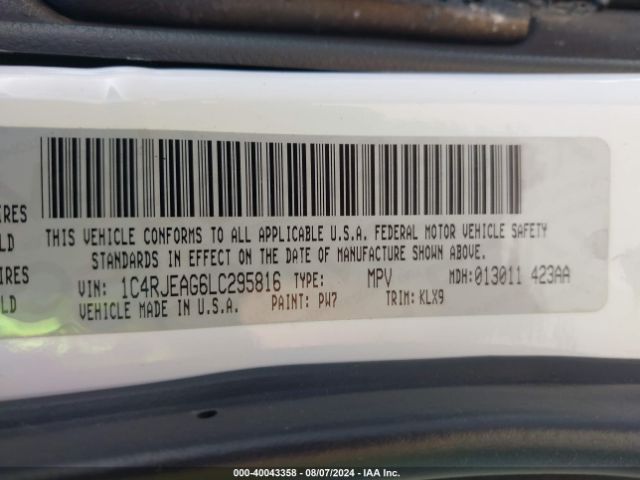 THIS VEHICLE CONFORMS TO ALL APPLICABLE U.S.A. FEDERAL MOTOR VEHICLE SAFETY
IRES
LD
STANDARDS IN EFFECT ON THE DATE OF MANUFACTURE SHOWN ABOVE.
IRES
VIN: 1C4RJEAG6LC295816 TYPE: MPV MDH:013011 423AA
LD
VEHICLE MADE IN U.S.A. PAINT: PW7 TRIM: KLX9
000-40043358 - 08/07/2024 - IAA Inc.